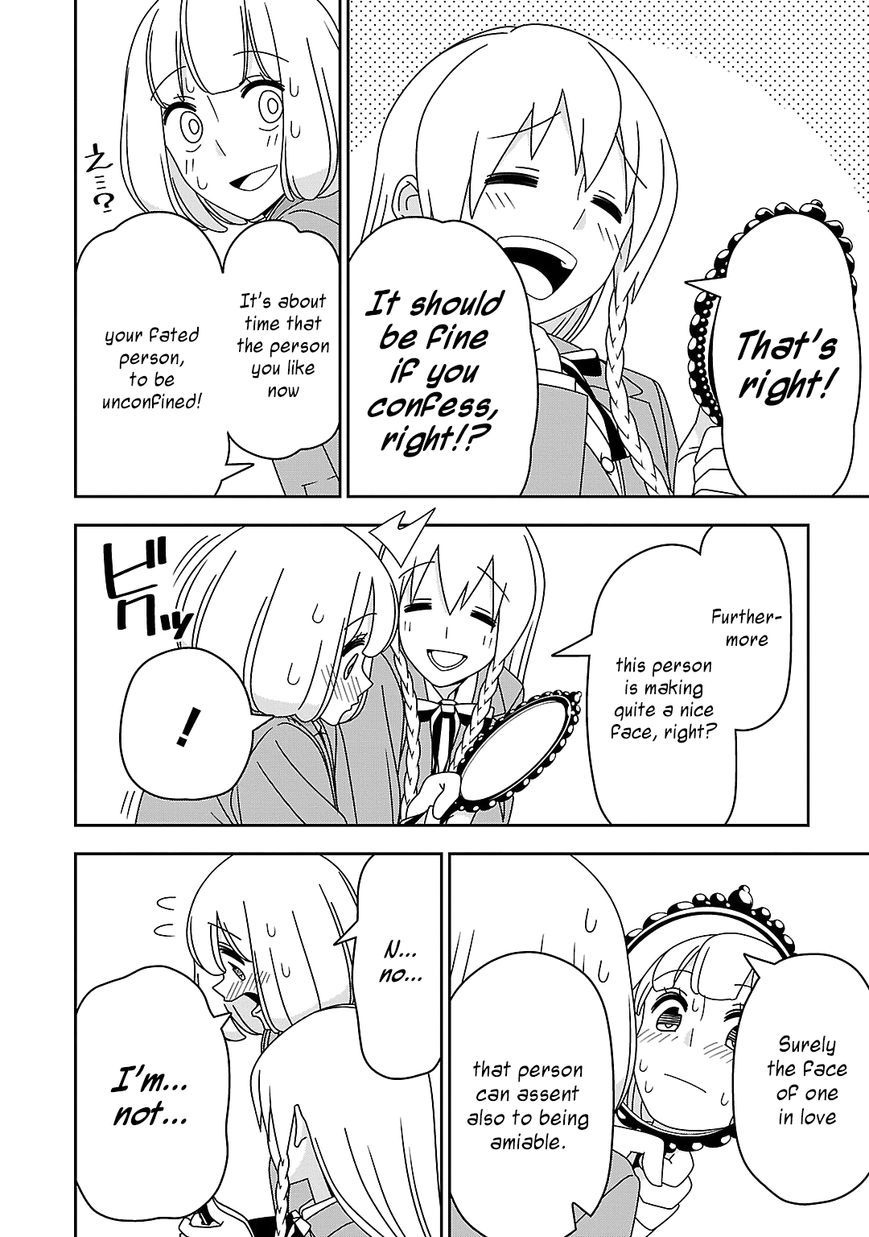 That's
right!
It should
be fine
if you
confess,
right!?
え…?
It's about
time that
the person
you like
now
your fated
person,
to be
unconfined!
Further-
more
this person
is making
quite a nice
face, right?
ビクッ
!
Surely
the face
of one
in love
that person
can assent
also to being
amiable.
N...
no...
I'm...
not...